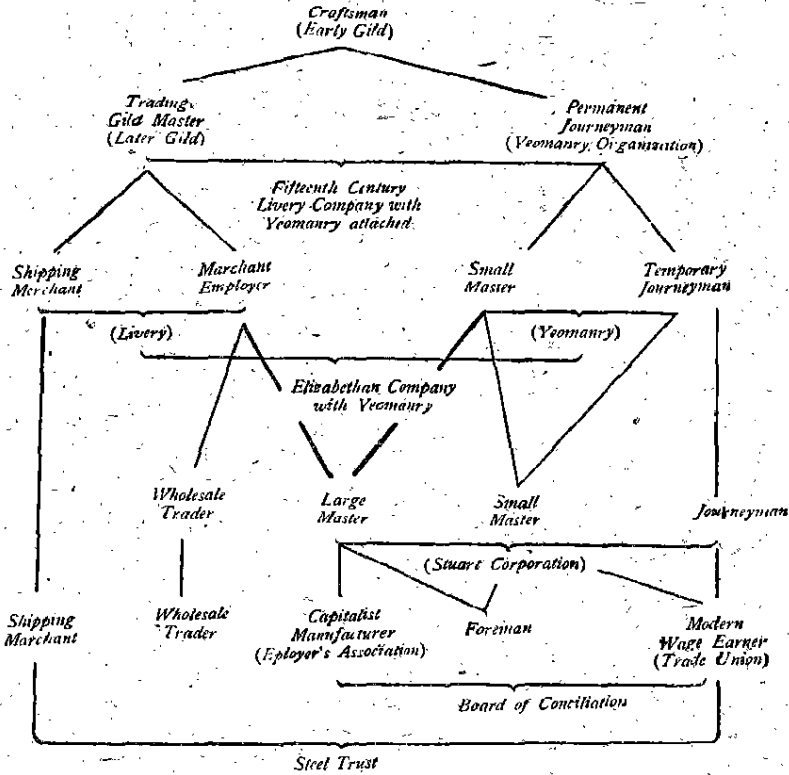 Craftsman
(Early Gild)
Trading
Gild Master
(Later Gild)
Permanent
Journeyman
(Yeomanry Organization)
Fifteenth Century
Livery Company with
Yeomanry attached
Shipping
Merchant
Marchant
Employer
Small
Master
Temporary
Journeyman
(Livery)
(Yeomanry)
Elizabethan Company
with Yeomanry
Wholesale
Trader
Large
Master
Small
Master
Journeyman
(Stuart Corporation)
Shipping
Marchant
Wholesale
Trader
Capitalist
Manufacturer
(Eployer's Association)
Foreman
Modern
Wage Earner
(Trade Union)
Board of Conciliation
Steel Trust